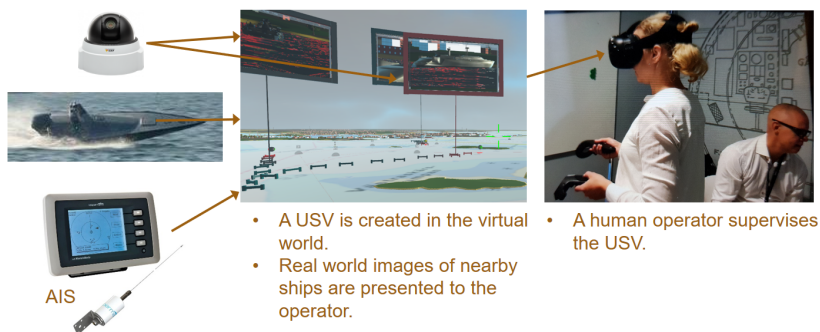 • A USV is created in the virtual
world.
• Real world images of nearby
ships are presented to the
operator.
• A human operator supervises
the USV.
AIS